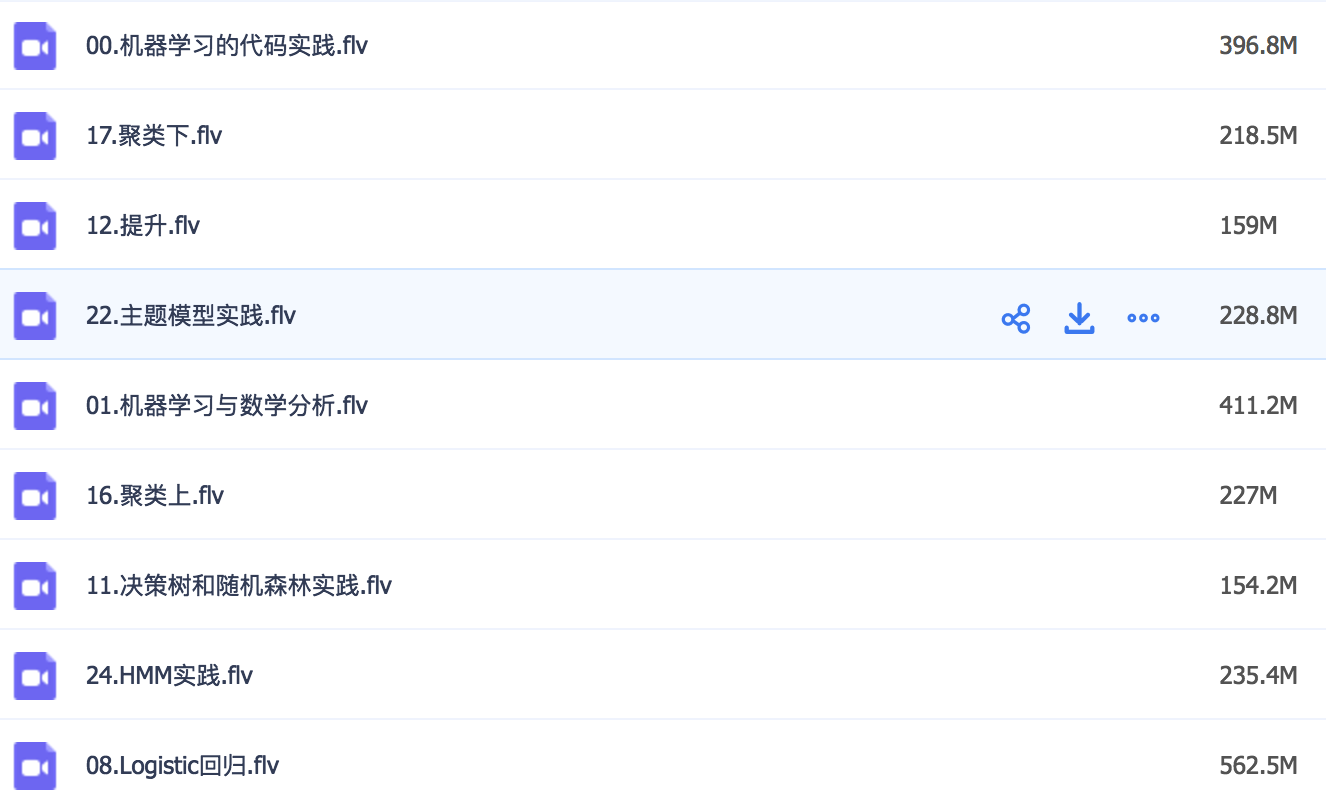 00.机器学习的代码实践.flv 396.8M
17.聚类下.flv 218.5M
12.提升.flv 159M
22.主题模型实践.flv 228.8M
01.机器学习与数学分析.flv 411.2M
16.聚类上.flv 227M
11.决策树和随机森林实践.flv 154.2M
24.HMM实践.flv 235.4M
08.Logistic回归.flv 562.5M